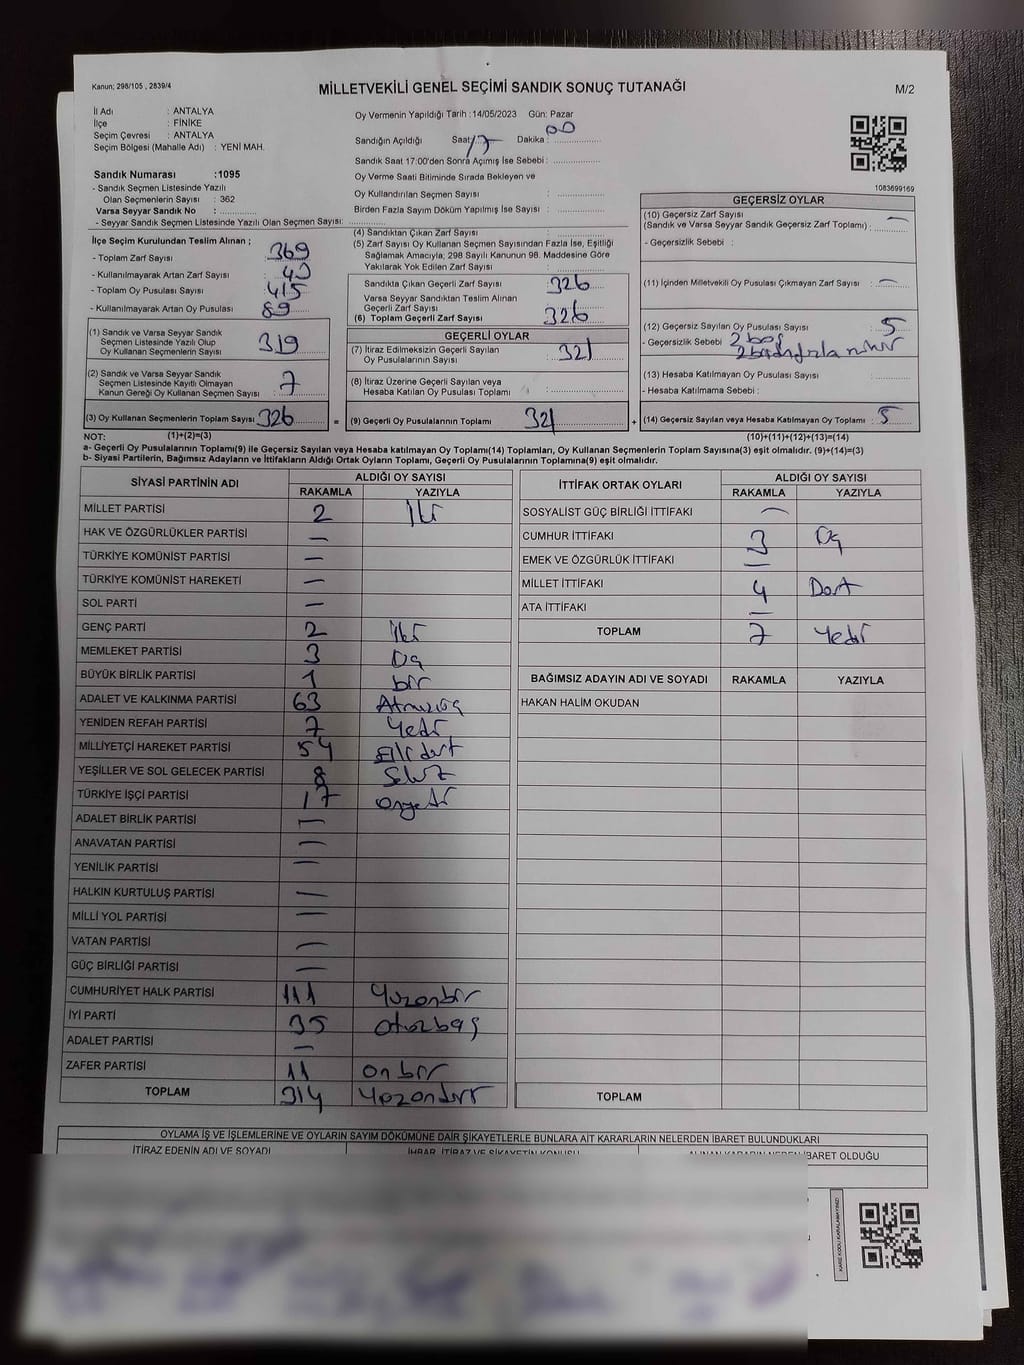 Kanun; 298/105 , 2839/4
MİLLETVEKİLİ GENEL SEÇİMİ SANDIK SONUÇ TUTANAĞI
M/2
İl Adı : ANTALYA
İlçe : FİNİKE
Seçim Çevresi : ANTALYA
Seçim Bölgesi (Mahalle Adı) : YENİ MAH.
Oy Vermenin Yapıldığı Tarih : 14/05/2023 Gün: Pazar
Sandığın Açıldığı Saat 17 Dakika 00
Sandık Saat 17:00'den Sonra Açımış İse Sebebi :
Oy Verme Saati Bitiminde Sırada Bekleyen ve
Oy Kullandırılan Seçmen Sayısı :
Birden Fazla Sayım Döküm Yapılmış İse Sayısı :
Sandık Numarası :1095
- Sandık Seçmen Listesinde Yazılı
Olan Seçmenlerin Sayısı : 362
Varsa Seyyar Sandık No :
- Seyyar Sandık Seçmen Listesinde Yazılı Olan Seçmen Sayısı:
1083699169
İlçe Seçim Kurulundan Teslim Alınan ;
- Toplam Zarf Sayısı : 369
- Kullanılmayarak Artan Zarf Sayısı :
- Toplam Oy Pusulası Sayısı : 415
- Kullanılmayarak Artan Oy Pusulası : 89
(1) Sandık ve Varsa Seyyar Sandık
Seçmen Listesinde Yazılı Olup
Oy Kullanan Seçmenlerin Sayısı : 319
(2) Sandık ve Varsa Seyyar Sandık
Seçmen Listesinde Kayıtlı Olmayan
Kanun Gereği Oy Kullanan Seçmen Sayısı : 7
(3) Oy Kullanan Seçmenlerin Toplam Sayısı 326 =
(4) Sandıktan Çıkan Zarf Sayısı :
(5) Zarf Sayısı Oy Kullanan Seçmen Sayısından Fazla İse, Eşitliği
Sağlamak Amacıyla; 298 Sayılı Kanunun 98. Maddesine Göre
Yakılarak Yok Edilen Zarf Sayısı :
Sandıkta Çıkan Geçerli Zarf Sayısı : 326
Varsa Seyyar Sandıktan Teslim Alınan
Geçerli Zarf Sayısı :
(6) Toplam Geçerli Zarf Sayısı : 326
GEÇERLİ OYLAR
(7) İtiraz Edilmeksizin Geçerli Sayılan
Oy Pusulalarının Sayısı : 321
(8) İtiraz Üzerine Geçerli Sayılan veya
Hesaba Katılan Oy Pusulası Toplamı :
(9) Geçerli Oy Pusulalarının Toplamı 321 +
GEÇERSİZ OYLAR
(10) Geçersiz Zarf Sayısı
(Sandık ve Varsa Seyyar Sandık Geçersiz Zarf Toplamı) : —
- Geçersizlik Sebebi :
(11) İçinden Milletvekili Oy Pusulası Çıkmayan Zarf Sayısı : —
(12) Geçersiz Sayılan Oy Pusulası Sayısı : 5
- Geçersizlik Sebebi 2 boş
(13) Hesaba Katılmayan Oy Pusulası Sayısı :
- Hesaba Katılmama Sebebi :
(14) Geçersiz Sayılan veya Hesaba Katılmayan Oy Toplamı : 5
NOT: (1)+(2)=(3) (10)+(11)+(12)+(13)=(14)
a- Geçerli Oy Pusulalarının Toplamı(9) ile Geçersiz Sayılan veya Hesaba katılmayan Oy Toplamı(14) Toplamları, Oy Kullanan Seçmenlerin Toplam Sayısına(3) eşit olmalıdır. (9)+(14)=(3)
b- Siyasi Partilerin, Bağımsız Adayların ve İttifakların Aldığı Oy Ortak Oyların Toplamı, Geçerli Oy Pusulalarının Toplamına(9) eşit olmalıdır.
SİYASİ PARTİNİN ADI ALDIĞI OY SAYISI
RAKAMLA YAZIYLA
MİLLET PARTİSİ 2 İki
HAK VE ÖZGÜRLÜKLER PARTİSİ —
TÜRKİYE KOMÜNİST PARTİSİ —
TÜRKİYE KOMÜNİST HAREKETİ —
SOL PARTİ —
GENÇ PARTİ 2 İki
MEMLEKET PARTİSİ 3 Üç
BÜYÜK BİRLİK PARTİSİ 1 bir
ADALET VE KALKINMA PARTİSİ 63 Atmışüç
YENİDEN REFAH PARTİSİ 7 Yedi
MİLLİYETÇİ HAREKET PARTİSİ 54 Elli dört
YEŞİLLER VE SOL GELECEK PARTİSİ 8 Sekiz
TÜRKİYE İŞÇİ PARTİSİ 17 onyedi
ADALET BİRLİK PARTİSİ —
ANAVATAN PARTİSİ —
YENİLİK PARTİSİ —
HALKIN KURTULUŞ PARTİSİ —
MİLLİ YOL PARTİSİ —
VATAN PARTİSİ —
GÜÇ BİRLİĞİ PARTİSİ —
CUMHURİYET HALK PARTİSİ 111 Yüzonbir
İYİ PARTİ 35 otuzbeş
ADALET PARTİSİ —
ZAFER PARTİSİ 11 on bir
TOPLAM 314
İTTİFAK ORTAK OYLARI ALDIĞI OY SAYISI
RAKAMLA YAZIYLA
SOSYALİST GÜÇ BİRLİĞİ İTTİFAKI —
CUMHUR İTTİFAKI 3 Üç
EMEK VE ÖZGÜRLÜK İTTİFAKI —
MİLLET İTTİFAKI 4 Dört
ATA İTTİFAKI —
TOPLAM 7 Yedi
BAĞIMSIZ ADAYIN ADI VE SOYADI RAKAMLA YAZIYLA
HAKAN HALİM OKUDAN
TOPLAM
OYLAMA İŞ VE İŞLEMLERİNE VE OYLARIN SAYIM DÖKÜMÜNE DAİR ŞİKAYETLERLE BUNLARA AİT KARARLARIN NELERDEN İBARET BULUNDUKLARI
İTİRAZ EDENİN ADI VE SOYADI
İHBAR, İTİRAZ VE ŞİKAYETİN KONUSU
ALINAN KARARIN NEDEN İBARET OLDUĞU